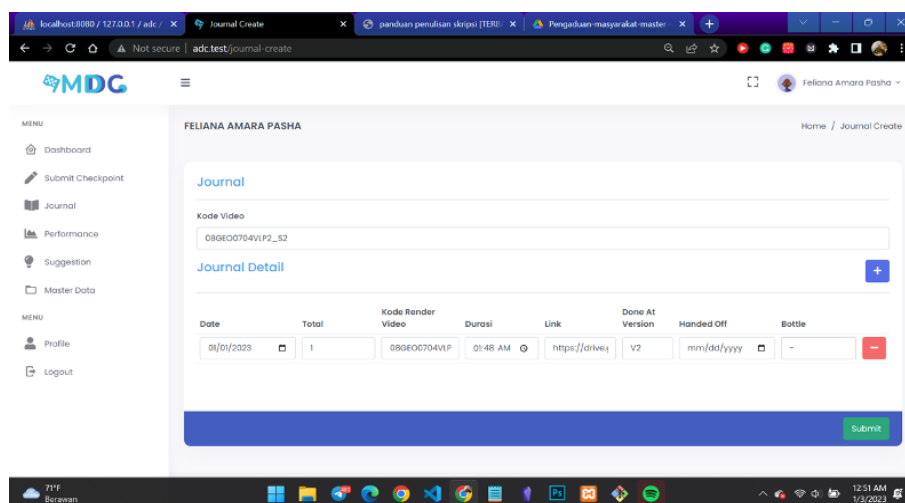 localhost:8080 / 127.0.0.1 / adc /
Journal Create
panduan penulisan skripsi [TERB
Pengaduan-masyarakat-master
Not secure | adc.test/journal-create
MDC
Feliana Amara Pasha
MENU
FELIANA AMARA PASHA
Home / Journal Create
Dashboard
Submit Checkpoint
Journal
Performance
Suggestion
Master Data
MENU
Profile
Logout
Journal
Kode Video
08GEO0704VLP2_S2
Journal Detail
+
Date
Total
Kode Render Video
Durasi
Link
Done At Version
Handed Off
Bottle
01/01/2023
1
08GEO0704VLP
01:48 AM
https://drive.g
V2
mm/dd/yyyy
-
Submit
71°F
Berawan
12:51 AM
1/3/2023